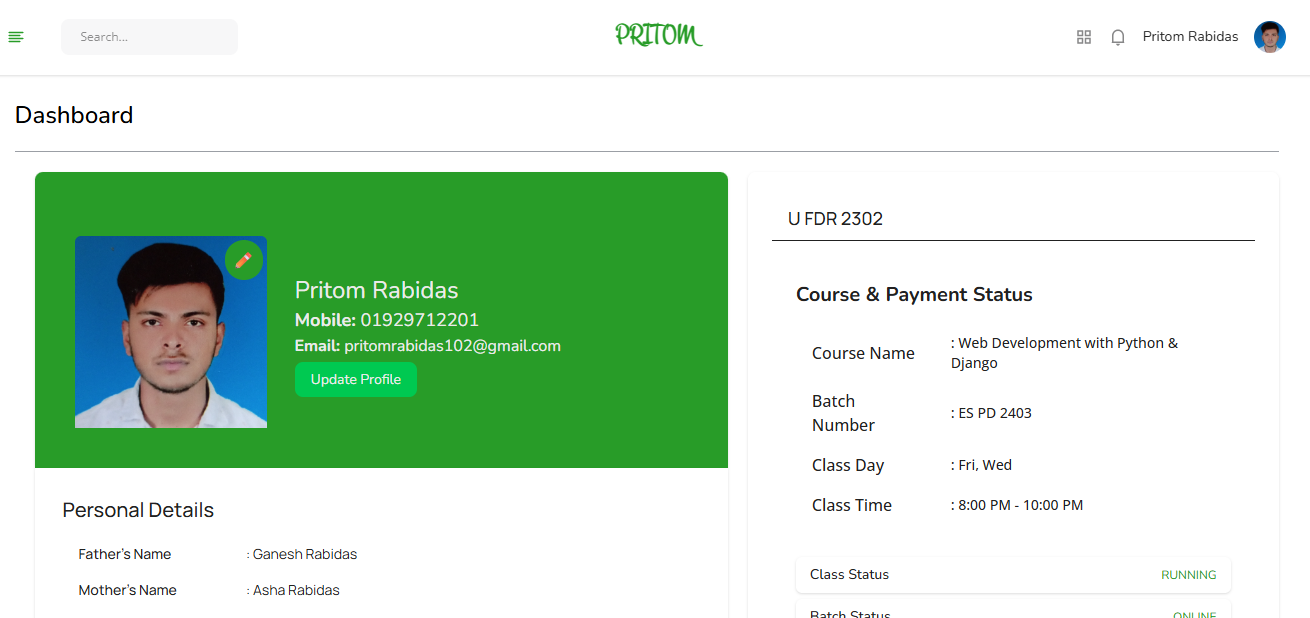 Search...
PRITOM
Pritom Rabidas
Dashboard
Pritom Rabidas
Mobile: 01929712201
Email: pritomrabidas102@gmail.com
Update Profile
Personal Details
Father's Name : Ganesh Rabidas
Mother's Name : Asha Rabidas
U FDR 2302
Course & Payment Status
Course Name : Web Development with Python &
Django
Batch
Number : ES PD 2403
Class Day : Fri, Wed
Class Time : 8:00 PM - 10:00 PM
Class Status RUNNING
Batch Status ONLINE